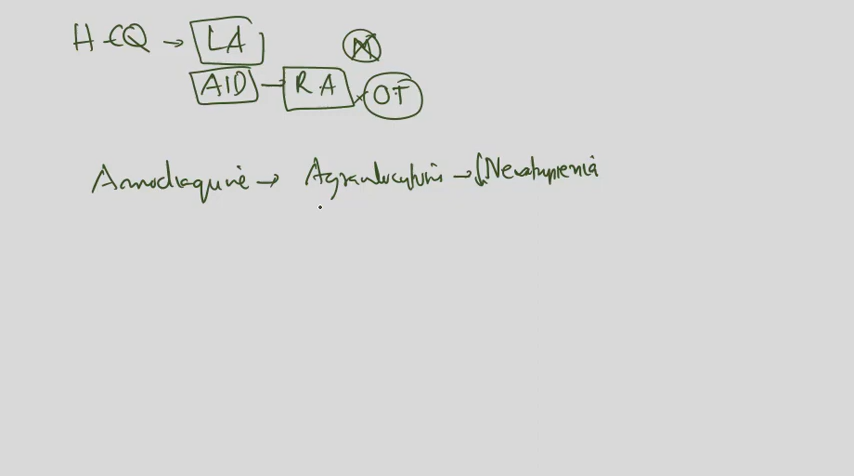 HCQ → LA
M
AID — RA OT
Amodiaquine → Agranulocytosis → ↓Neutropenia